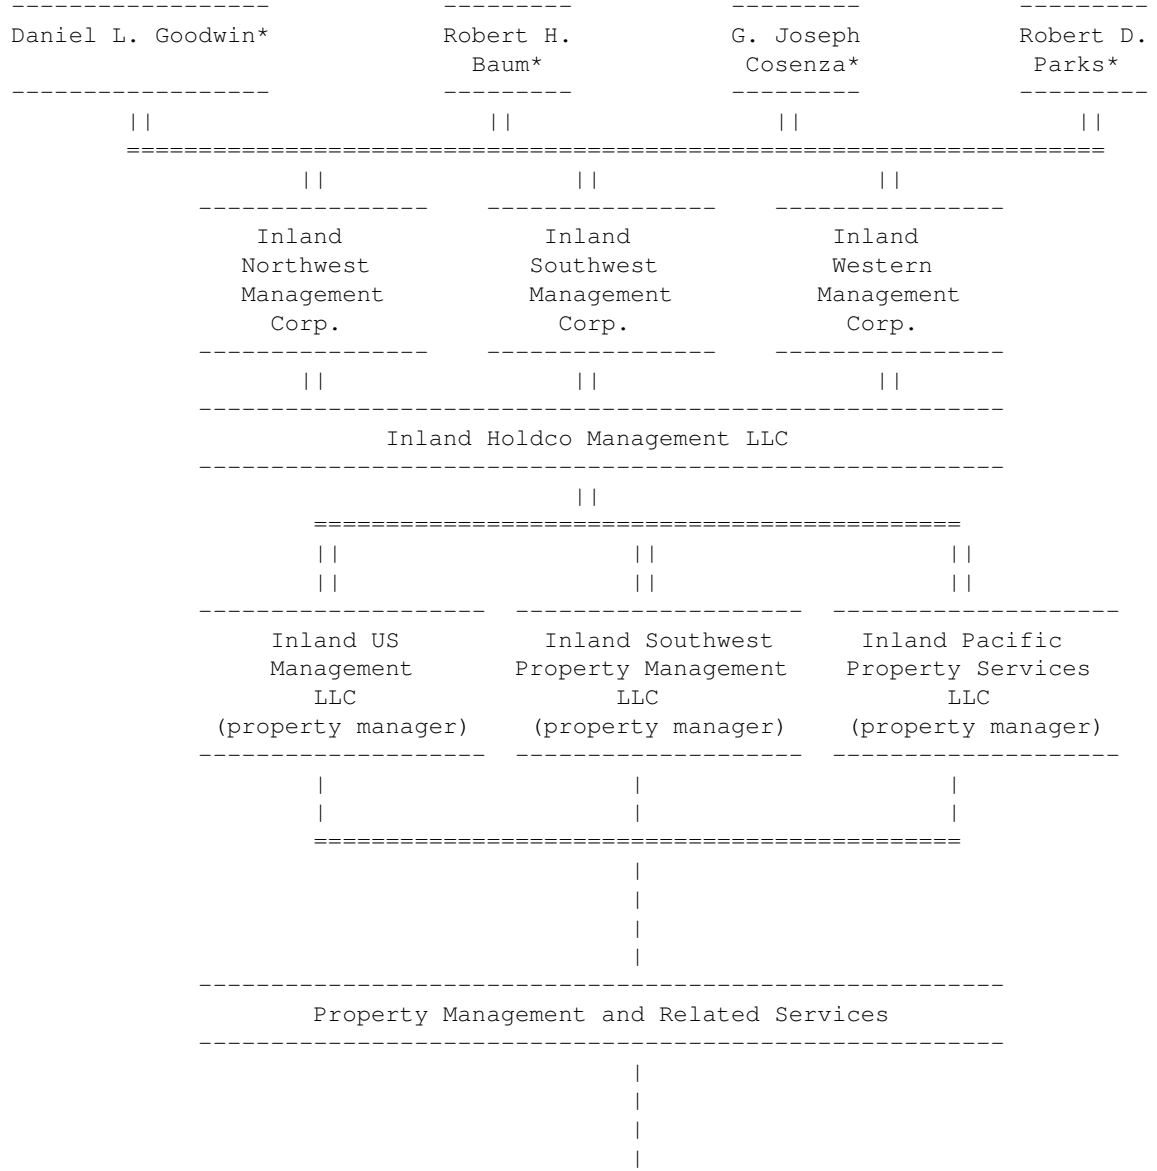 Daniel L. Goodwin* Robert H. G. Joseph Robert D.
Baum* Cosenza* Parks*
Inland Inland Inland
Northwest Southwest Western
Management Management Management
Corp. Corp. Corp.
Inland Holdco Management LLC
Inland US Inland Southwest Inland Pacific
Management Property Management Property Services
LLC LLC LLC
(property manager) (property manager) (property manager)
Property Management and Related Services